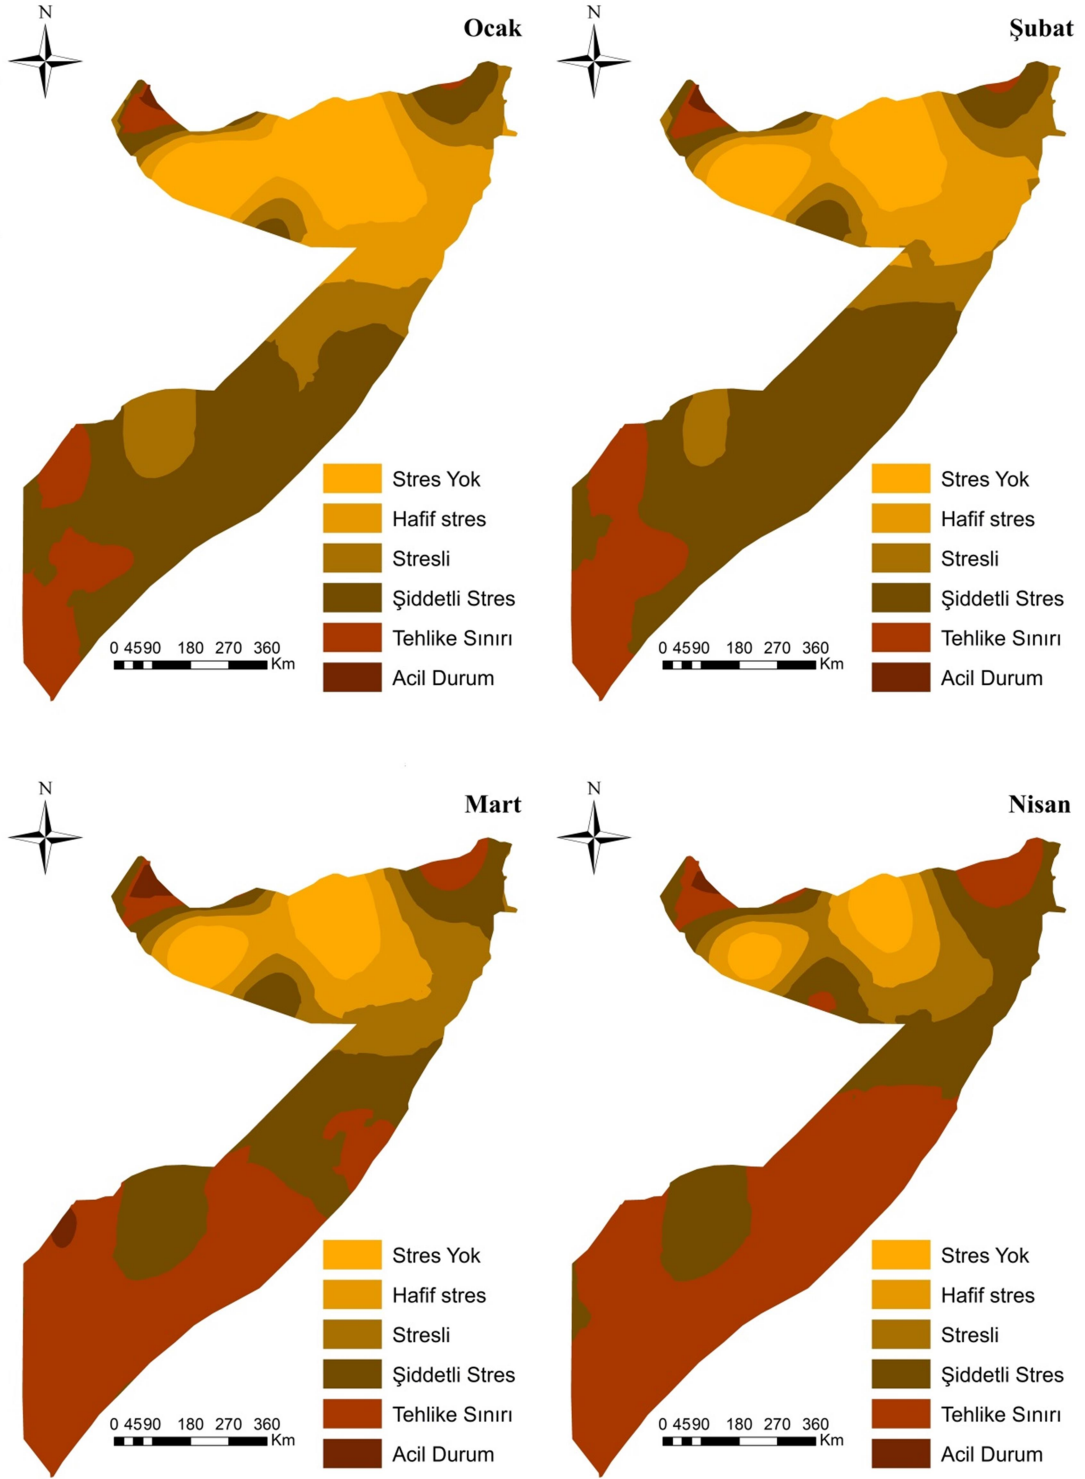 N
Ocak
Stres Yok
Hafif stres
Stresli
Şiddetli Stres
Tehlike Sınırı
Acil Durum
0 4590 180 270 360
Km
N
Şubat
Stres Yok
Hafif stres
Stresli
Şiddetli Stres
Tehlike Sınırı
Acil Durum
0 4590 180 270 360
Km
N
Mart
Stres Yok
Hafif stres
Stresli
Şiddetli Stres
Tehlike Sınırı
Acil Durum
0 4590 180 270 360
Km
N
Nisan
Stres Yok
Hafif stres
Stresli
Şiddetli Stres
Tehlike Sınırı
Acil Durum
0 4590 180 270 360
Km